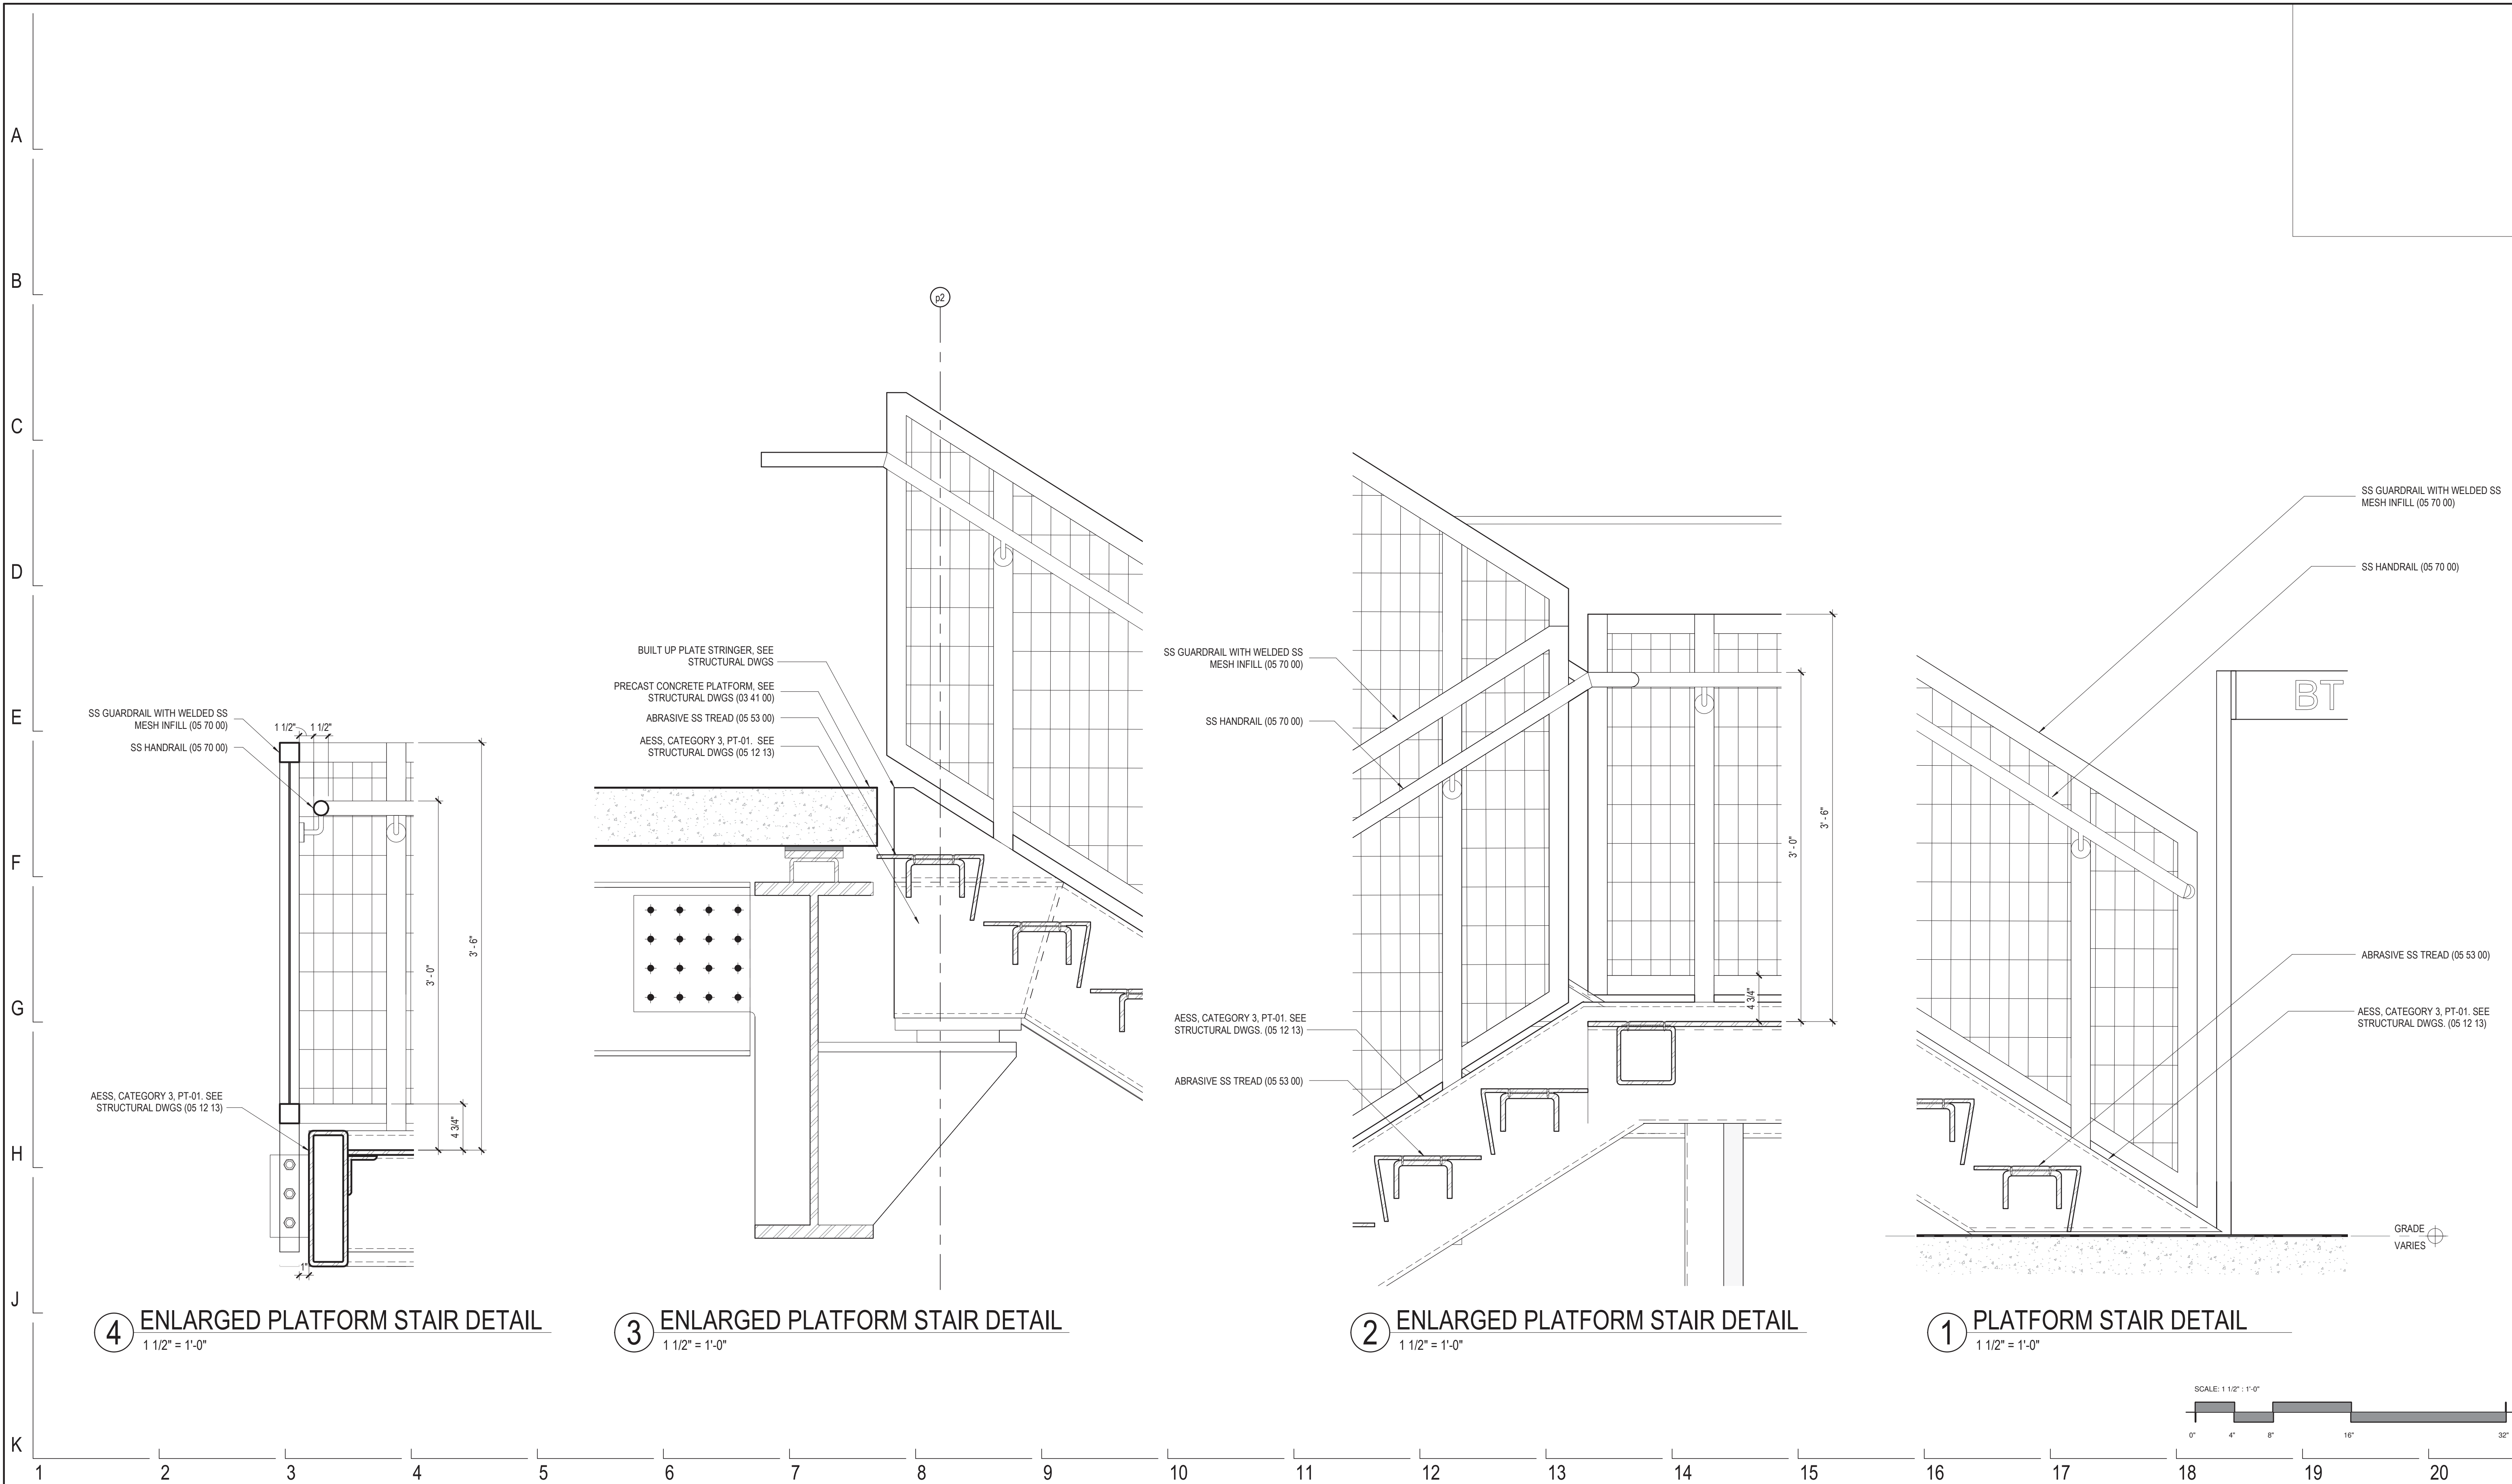 A
B
C
D
E
F
G
H
J
K
p2
SS GUARDRAIL WITH WELDED SS
MESH INFILL (05 70 00)
SS HANDRAIL (05 70 00)
1 1/2"
1 1/2"
3' - 0"
3' - 6"
4 3/4"
AESS, CATEGORY 3, PT-01. SEE
STRUCTURAL DWGS (05 12 13)
1"
4
ENLARGED PLATFORM STAIR DETAIL
1 1/2" = 1'-0"
BUILT UP PLATE STRINGER, SEE
STRUCTURAL DWGS
PRECAST CONCRETE PLATFORM, SEE
STRUCTURAL DWGS (03 41 00)
ABRASIVE SS TREAD (05 53 00)
AESS, CATEGORY 3, PT-01. SEE
STRUCTURAL DWGS (05 12 13)
3
ENLARGED PLATFORM STAIR DETAIL
1 1/2" = 1'-0"
SS GUARDRAIL WITH WELDED SS
MESH INFILL (05 70 00)
SS HANDRAIL (05 70 00)
AESS, CATEGORY 3, PT-01. SEE
STRUCTURAL DWGS. (05 12 13)
ABRASIVE SS TREAD (05 53 00)
4 3/4"
3' - 0"
3' - 6"
2
ENLARGED PLATFORM STAIR DETAIL
1 1/2" = 1'-0"
SS GUARDRAIL WITH WELDED SS
MESH INFILL (05 70 00)
SS HANDRAIL (05 70 00)
BT
ABRASIVE SS TREAD (05 53 00)
AESS, CATEGORY 3, PT-01. SEE
STRUCTURAL DWGS. (05 12 13)
GRADE
VARIES
1
PLATFORM STAIR DETAIL
1 1/2" = 1'-0"
SCALE: 1 1/2" : 1'-0"
0" 4" 8" 16" 32"
1 2 3 4 5 6 7 8 9 10 11 12 13 14 15 16 17 18 19 20